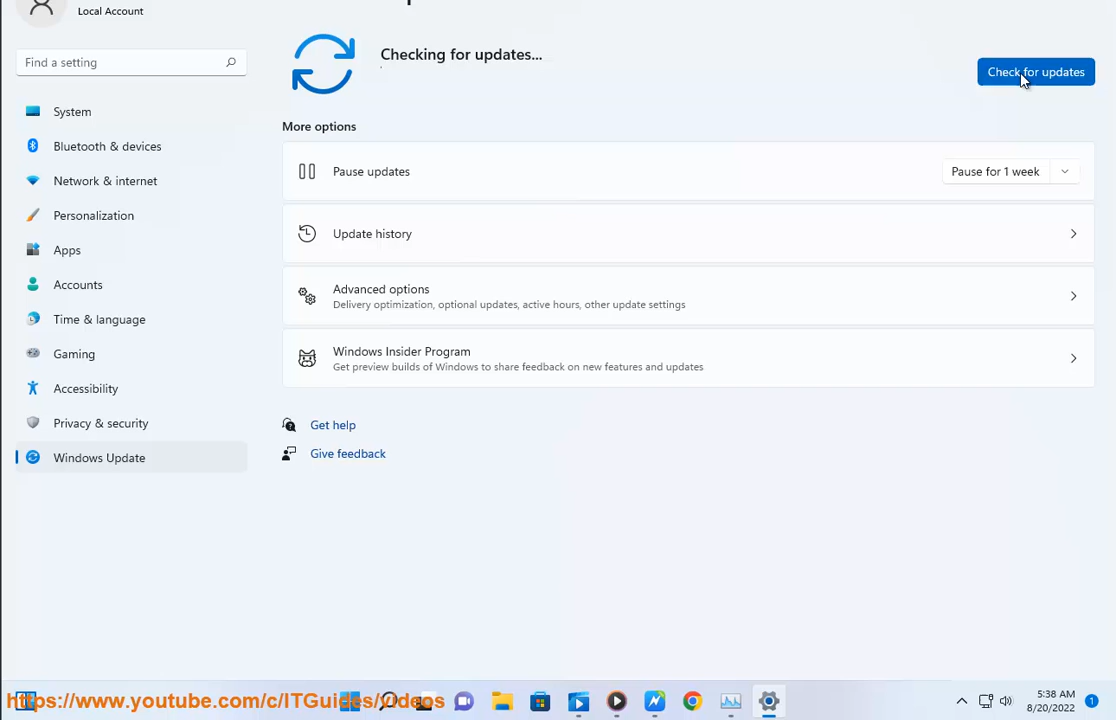 Local Account
Find a setting
System
Bluetooth & devices
Network & internet
Personalization
Apps
Accounts
Time & language
Gaming
Accessibility
Privacy & security
Windows Update
Checking for updates...
Check for updates
More options
Pause updates
Pause for 1 week
Update history
Advanced options
Delivery optimization, optional updates, active hours, other update settings
Windows Insider Program
Get preview builds of Windows to share feedback on new features and updates
Get help
Give feedback
https://www.youtube.com/c/ITGuides/videos
5:38 AM
8/20/2022
1